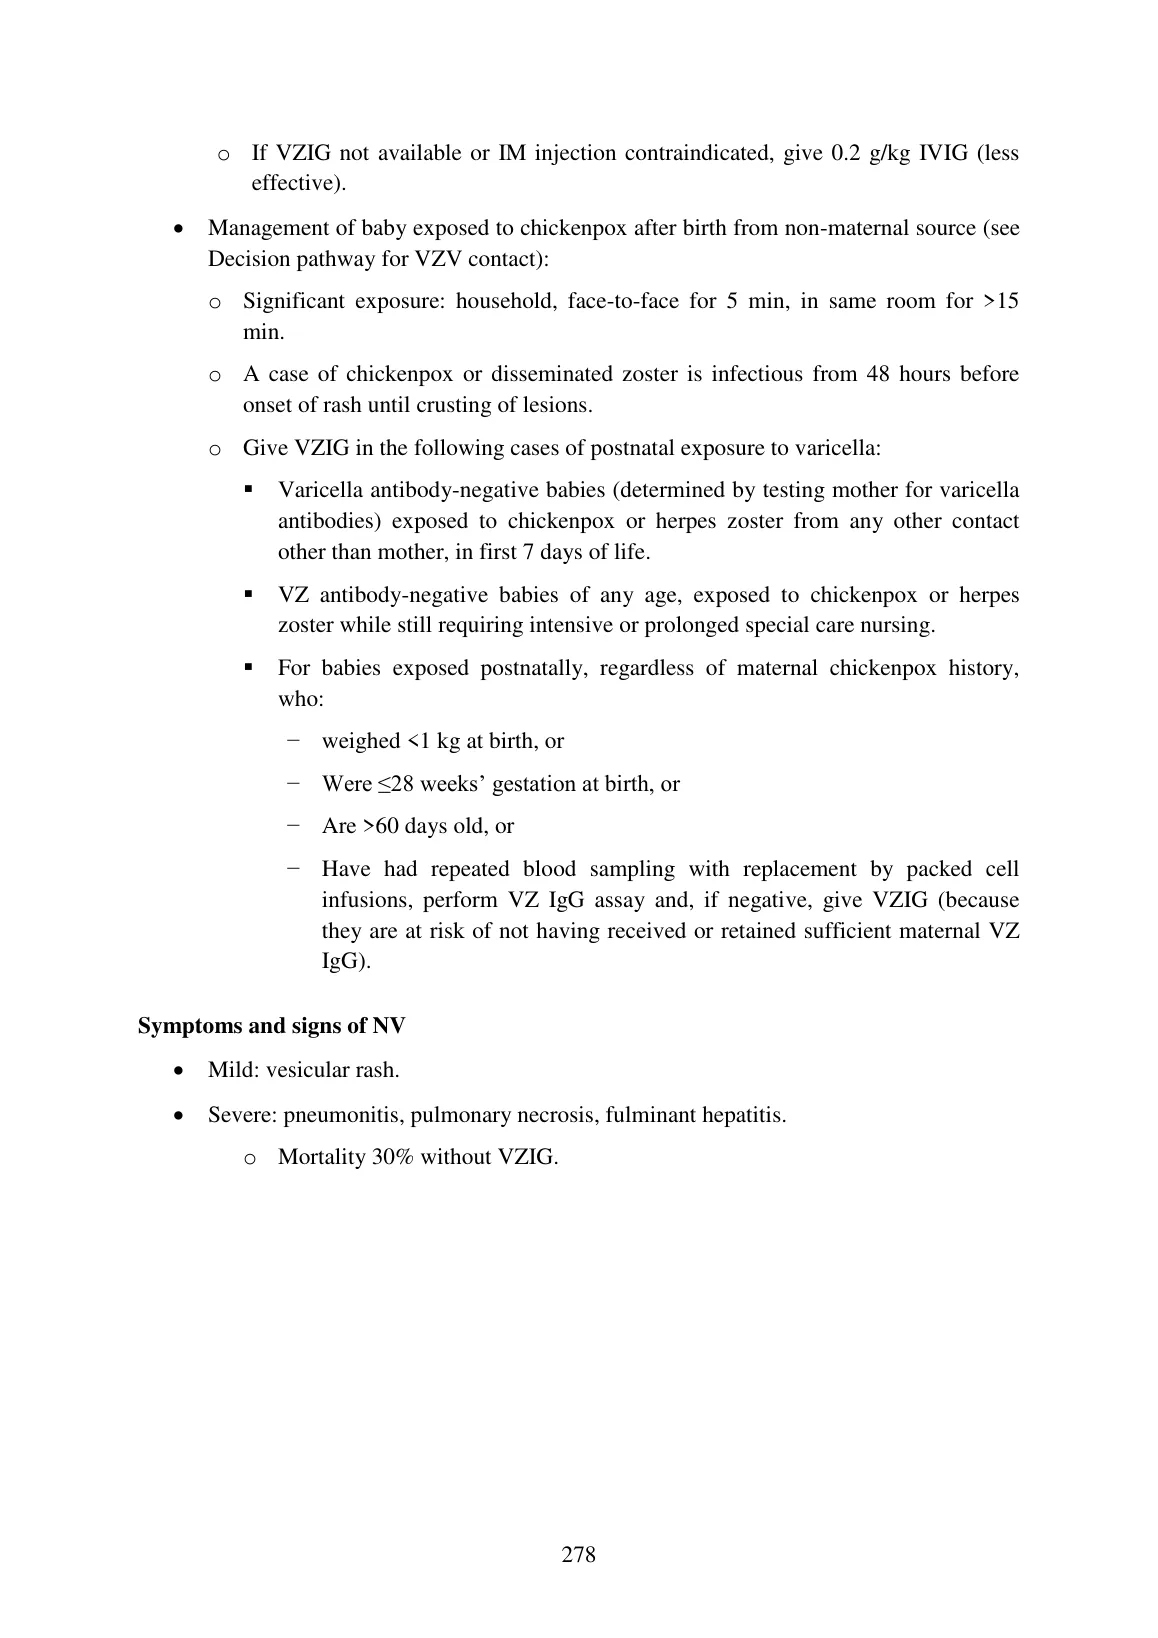 o If VZIG not available or IM injection contraindicated, give 0.2 g/kg IVIG (less
effective).
• Management of baby exposed to chickenpox after birth from non-maternal source (see
Decision pathway for VZV contact):
o Significant exposure: household, face-to-face for 5 min, in same room for >15
min.
o A case of chickenpox or disseminated zoster is infectious from 48 hours before
onset of rash until crusting of lesions.
o Give VZIG in the following cases of postnatal exposure to varicella:
▪ Varicella antibody-negative babies (determined by testing mother for varicella
antibodies) exposed to chickenpox or herpes zoster from any other contact
other than mother, in first 7 days of life.
▪ VZ antibody-negative babies of any age, exposed to chickenpox or herpes
zoster while still requiring intensive or prolonged special care nursing.
▪ For babies exposed postnatally, regardless of maternal chickenpox history,
who:
− weighed <1 kg at birth, or
− Were ≤28 weeks’ gestation at birth, or
− Are >60 days old, or
− Have had repeated blood sampling with replacement by packed cell
infusions, perform VZ IgG assay and, if negative, give VZIG (because
they are at risk of not having received or retained sufficient maternal VZ
IgG).
Symptoms and signs of NV
• Mild: vesicular rash.
• Severe: pneumonitis, pulmonary necrosis, fulminant hepatitis.
o Mortality 30% without VZIG.
278